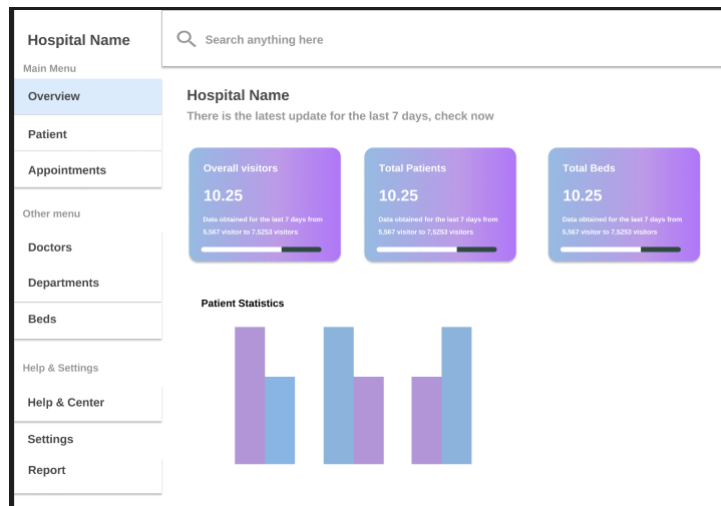 Hospital Name
Search anything here
Main Menu
Overview
Patient
Appointments
Other menu
Doctors
Departments
Beds
Help & Settings
Help & Center
Settings
Report
Hospital Name
There is the latest update for the last 7 days, check now
Overall visitors
10.25
Data obtained for the last 7 days from
5,567 visitor to 7,5253 visitors
Total Patients
10.25
Data obtained for the last 7 days from
5,567 visitor to 7,5253 visitors
Total Beds
10.25
Data obtained for the last 7 days from
5,567 visitor to 7,5253 visitors
Patient Statistics